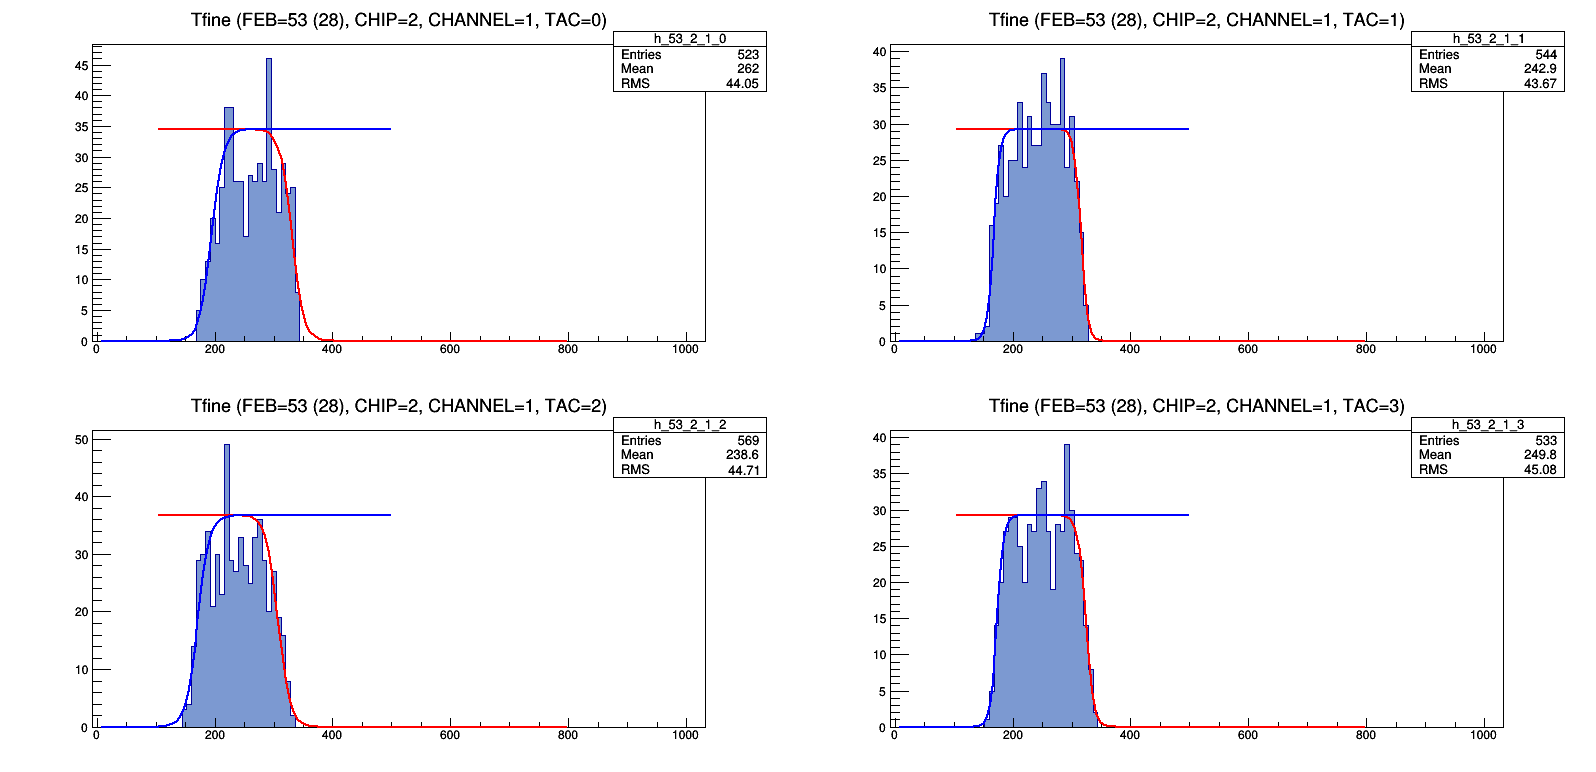 Tfine (FEB=53 (28), CHIP=2, CHANNEL=1, TAC=0)
h_53_2_1_0
Entries 523
Mean 262
RMS 44.05
45
40
35
30
25
20
15
10
5
0
0 200 400 600 800 1000
Tfine (FEB=53 (28), CHIP=2, CHANNEL=1, TAC=1)
h_53_2_1_1
Entries 544
Mean 242.9
RMS 43.67
40
35
30
25
20
15
10
5
0
0 200 400 600 800 1000
Tfine (FEB=53 (28), CHIP=2, CHANNEL=1, TAC=2)
h_53_2_1_2
Entries 569
Mean 238.6
RMS 44.71
50
40
30
20
10
0
0 200 400 600 800 1000
Tfine (FEB=53 (28), CHIP=2, CHANNEL=1, TAC=3)
h_53_2_1_3
Entries 533
Mean 249.8
RMS 45.08
40
35
30
25
20
15
10
5
0
0 200 400 600 800 1000